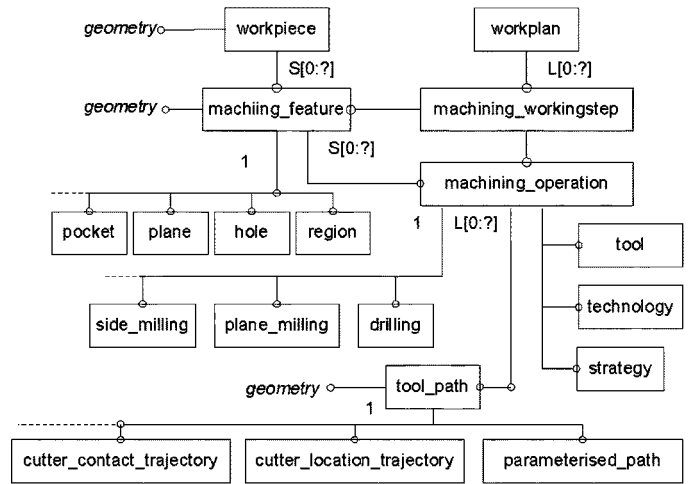 geometry
workpiece
workplan
S[0:?]
L[0:?]
geometry
machiing_feature
machining_workingstep
1
S[0:?]
machining_operation
pocket
plane
hole
region
1
L[0:?]
tool
side_milling
plane_milling
drilling
technology
geometry
tool_path
strategy
1
cutter_contact_trajectory
cutter_location_trajectory
parameterised_path